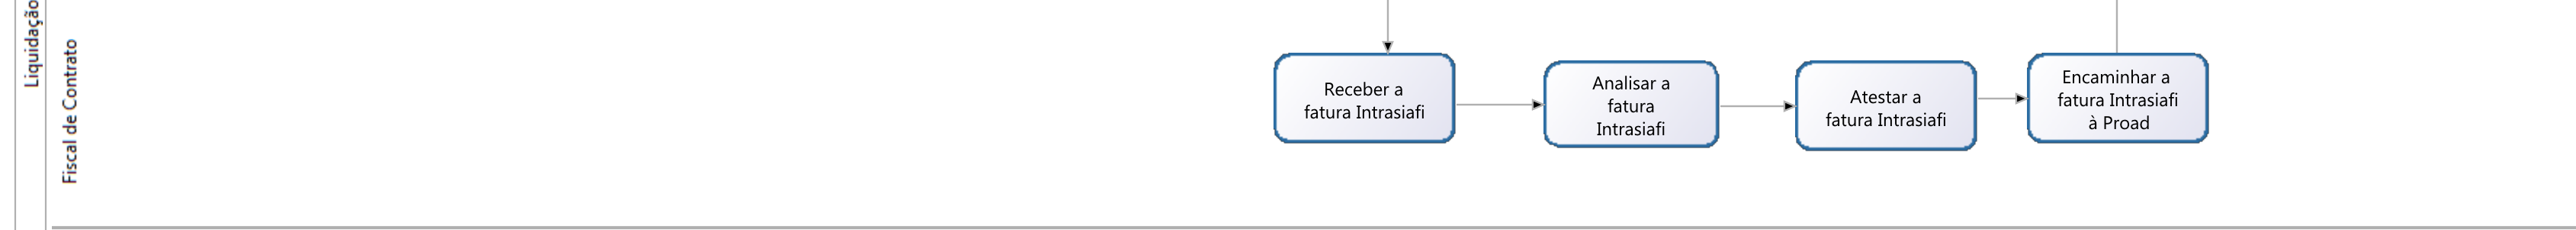 Liquidação
Fiscal de Contrato
Receber a
fatura Intrasiafi
Analisar a
fatura
Intrasiafi
Atestar a
fatura Intrasiafi
Encaminhar a
fatura Intrasiafi
à Proad